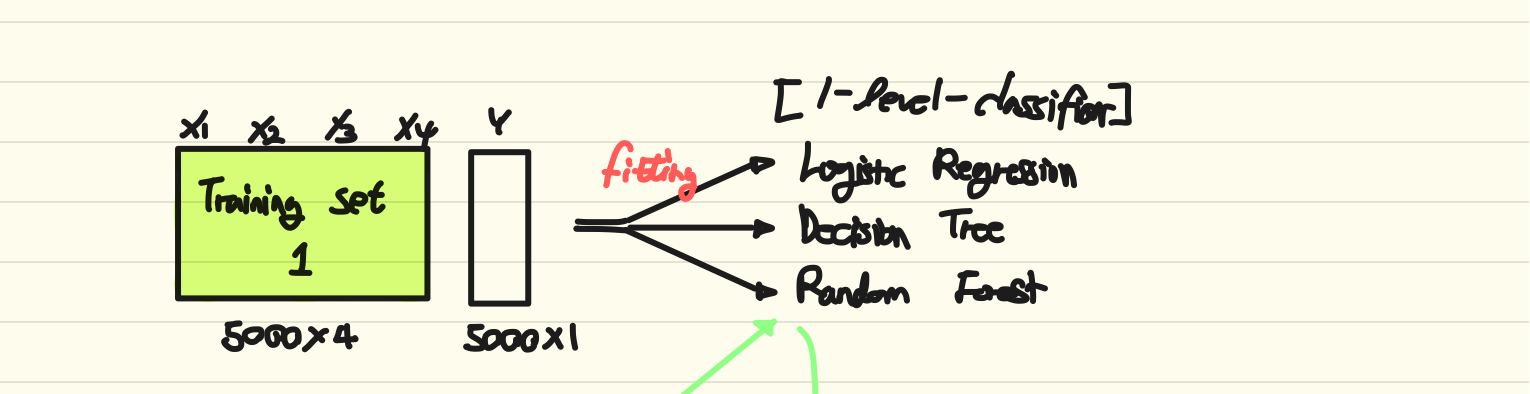 [1-level-classifier]
X1 X2 X3 X4 Y
fitting
Logistic Regression
Training set
1
Decision Tree
Random Forest
5000×4
5000×1